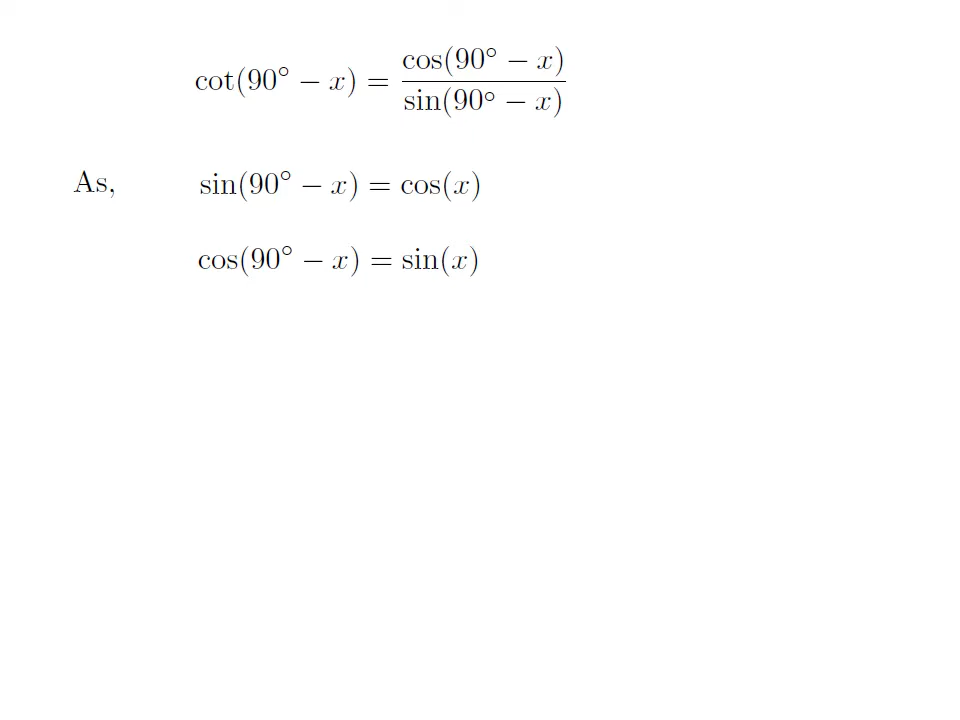 cot(90° − x) = cos(90° − x) / sin(90° − x)
As, sin(90° − x) = cos(x)
cos(90° − x) = sin(x)